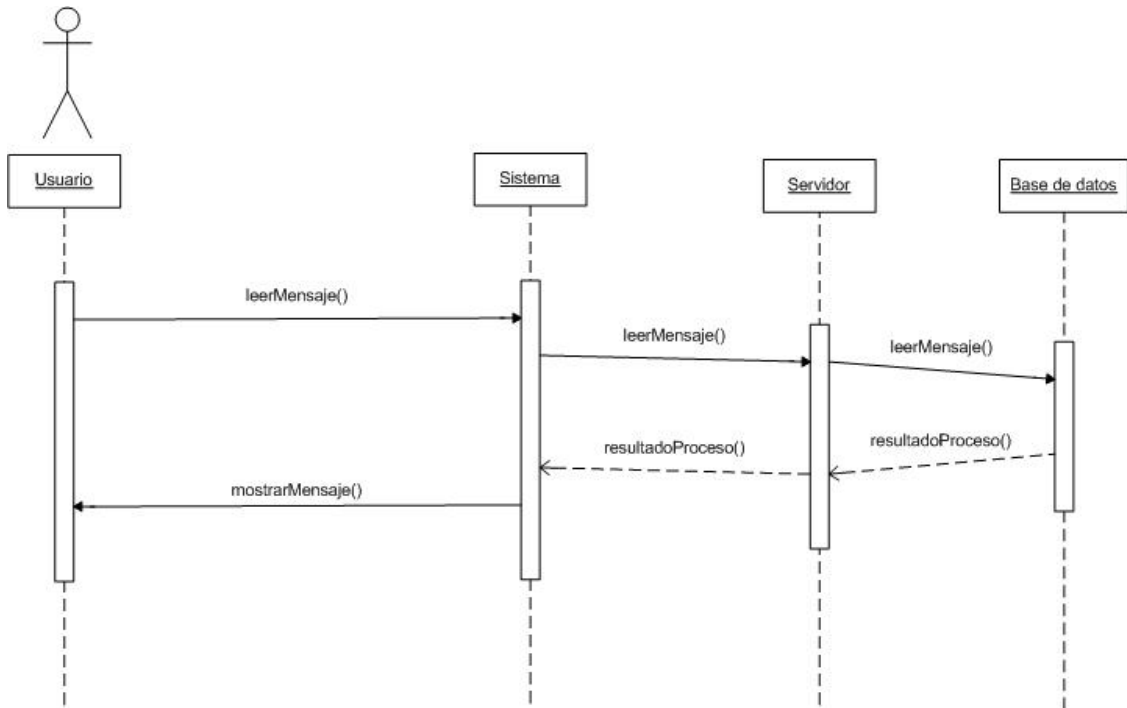 Usuario
Sistema
Servidor
Base de datos
leerMensaje()
leerMensaje()
leerMensaje()
resultadoProceso()
resultadoProceso()
mostrarMensaje()